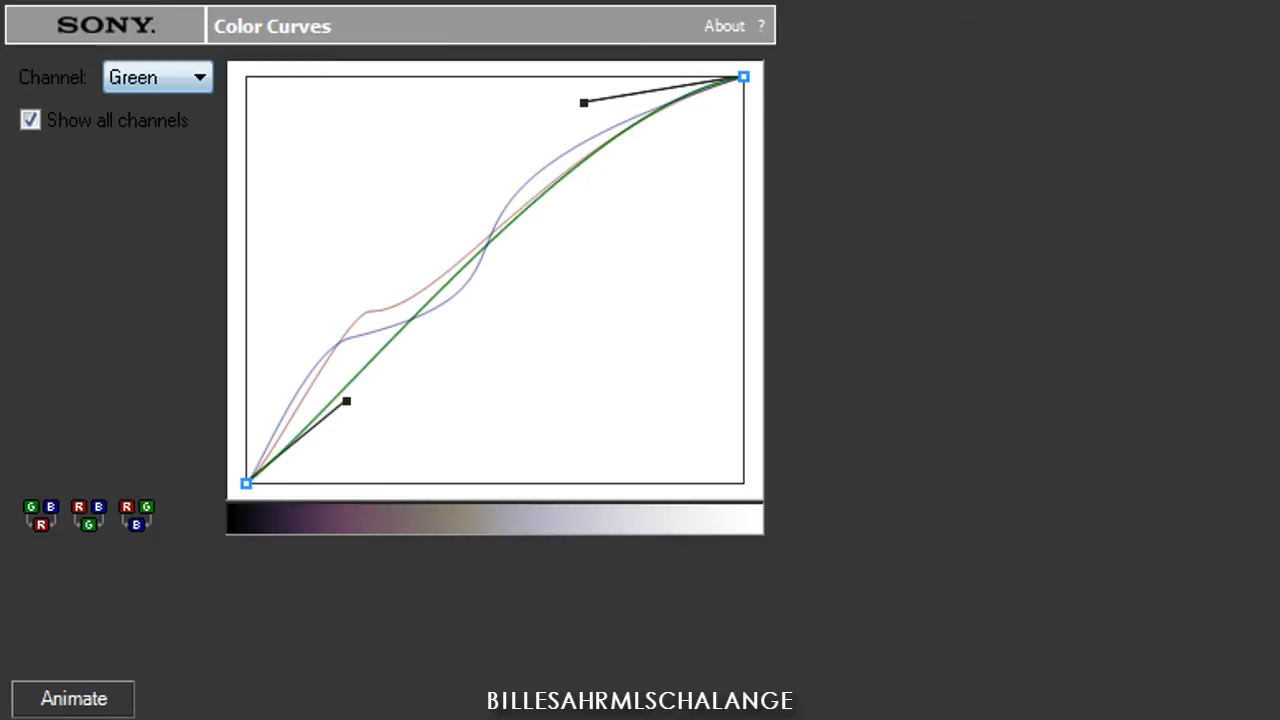 SONY. Color Curves About ?
Channel: Green
Show all channels
G B R B R G
R G B
Animate
BILLESAHRMLSCHALANGE